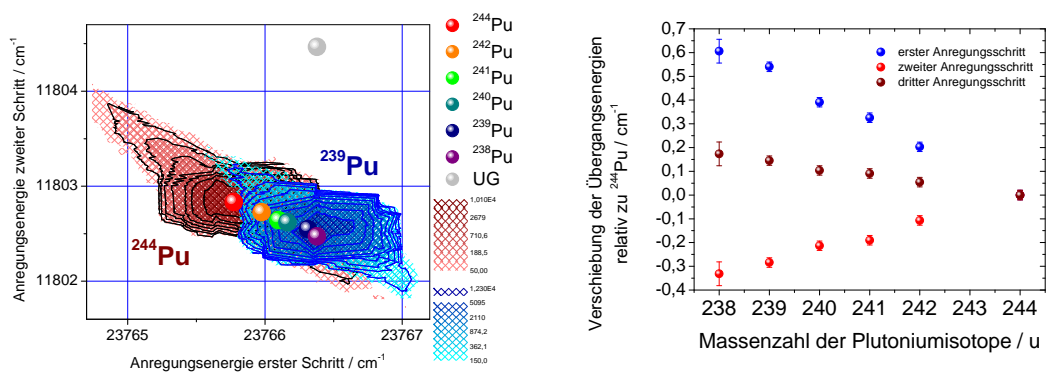 Anregungsenergie zweiter Schritt / cm⁻¹
11804
11803
11802
23765
23766
23767
Anregungsenergie erster Schritt / cm⁻¹
²³⁹Pu
²⁴⁴Pu
²⁴⁴Pu
²⁴²Pu
²⁴¹Pu
²⁴⁰Pu
²³⁹Pu
²³⁸Pu
UG
1,010E4
2679
710,6
188,5
50,00
1,230E4
5095
2110
874,2
362,1
150,0
Verschiebung der Übergangsenergien
relativ zu ²⁴⁴Pu / cm⁻¹
0,7
0,6
0,5
0,4
0,3
0,2
0,1
0,0
-0,1
-0,2
-0,3
0,4
erster Anregungsschritt
zweiter Anregungsschritt
dritter Anregungsschritt
238 239 240 241 242 243 244
Massenzahl der Plutoniumisotope / u